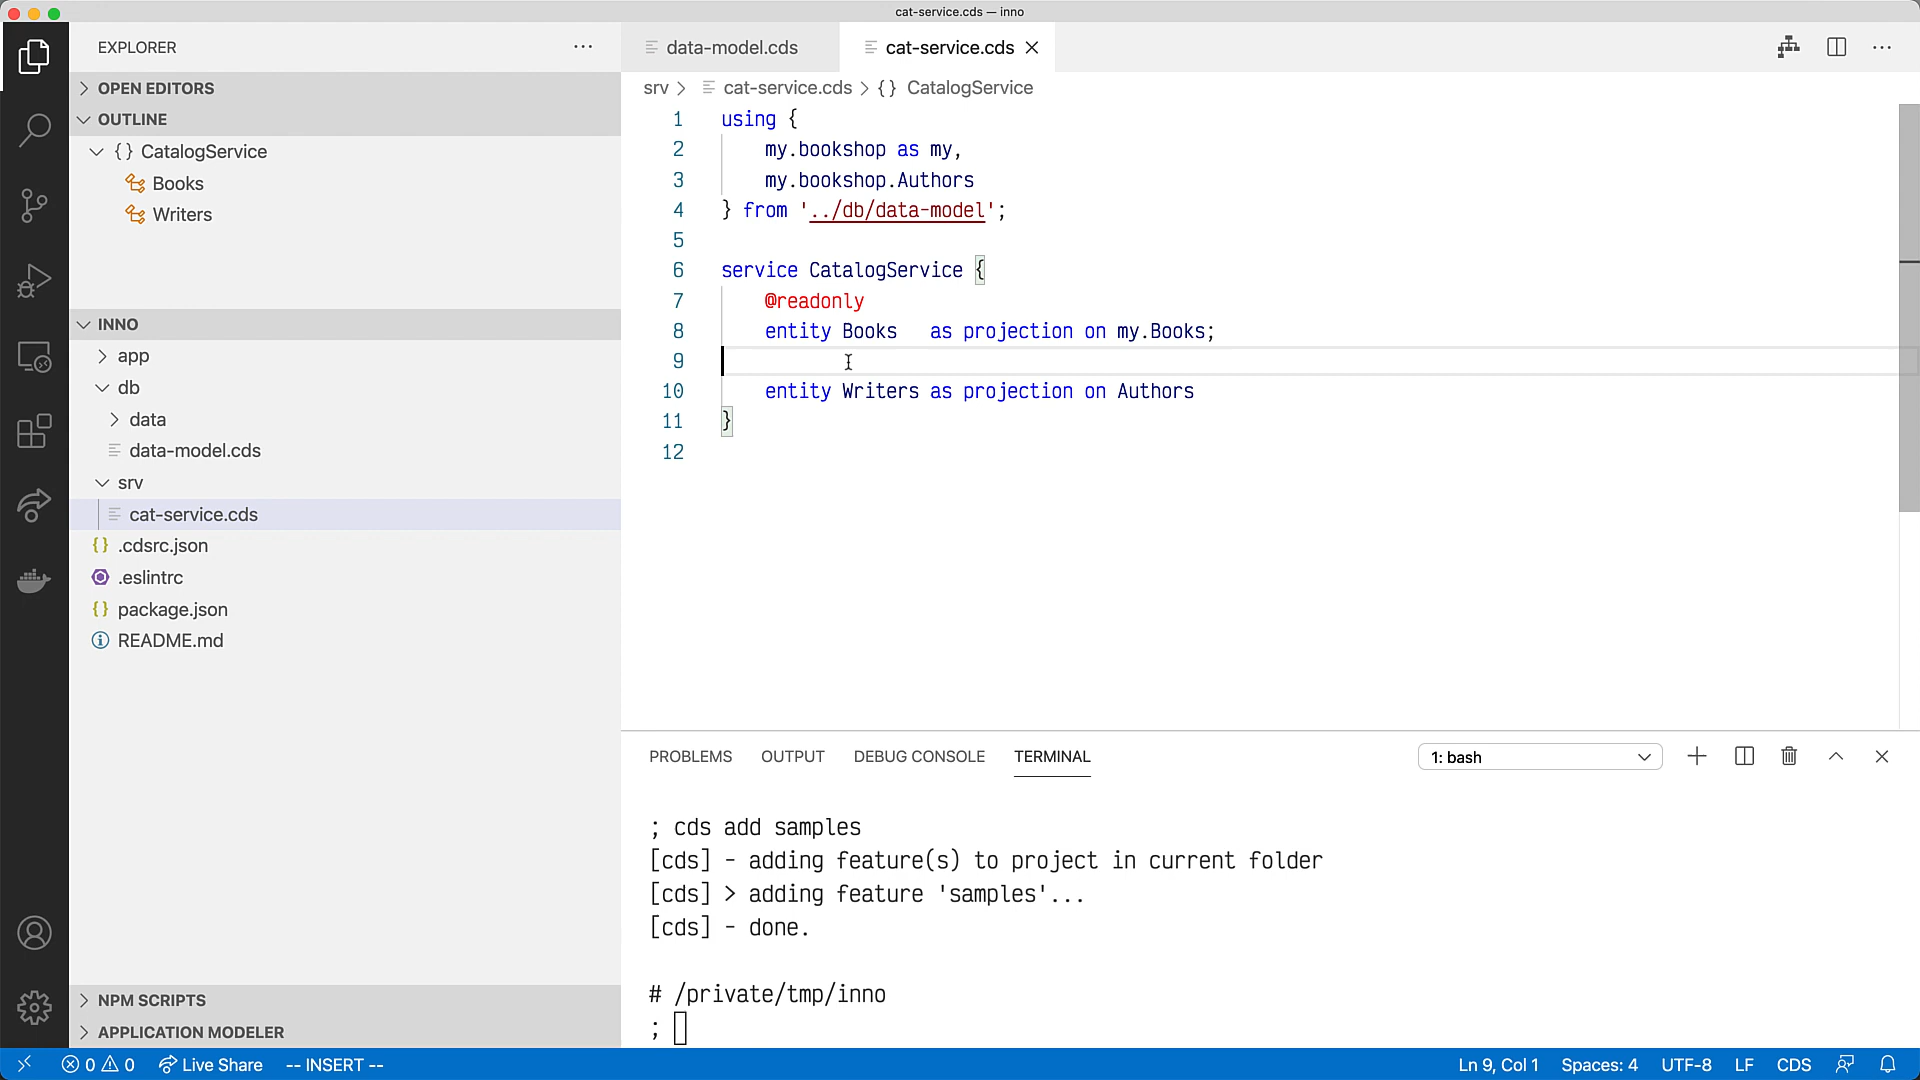 cat-service.cds — inno
EXPLORER
OPEN EDITORS
OUTLINE
{} CatalogService
Books
Writers
INNO
app
db
data
data-model.cds
srv
cat-service.cds
{} .cdsrc.json
.eslintrc
{} package.json
README.md
NPM SCRIPTS
APPLICATION MODELER
data-model.cds
cat-service.cds
srv > cat-service.cds > {} CatalogService
1 using {
2 my.bookshop as my,
3 my.bookshop.Authors
4 } from '../db/data-model';
5
6 service CatalogService {
7 @readonly
8 entity Books as projection on my.Books;
9
10 entity Writers as projection on Authors
11 }
12
PROBLEMS OUTPUT DEBUG CONSOLE TERMINAL
1: bash
; cds add samples
[cds] - adding feature(s) to project in current folder
[cds] > adding feature 'samples'...
[cds] - done.
# /private/tmp/inno
;
0 0 Live Share -- INSERT -- Ln 9, Col 1 Spaces: 4 UTF-8 LF CDS